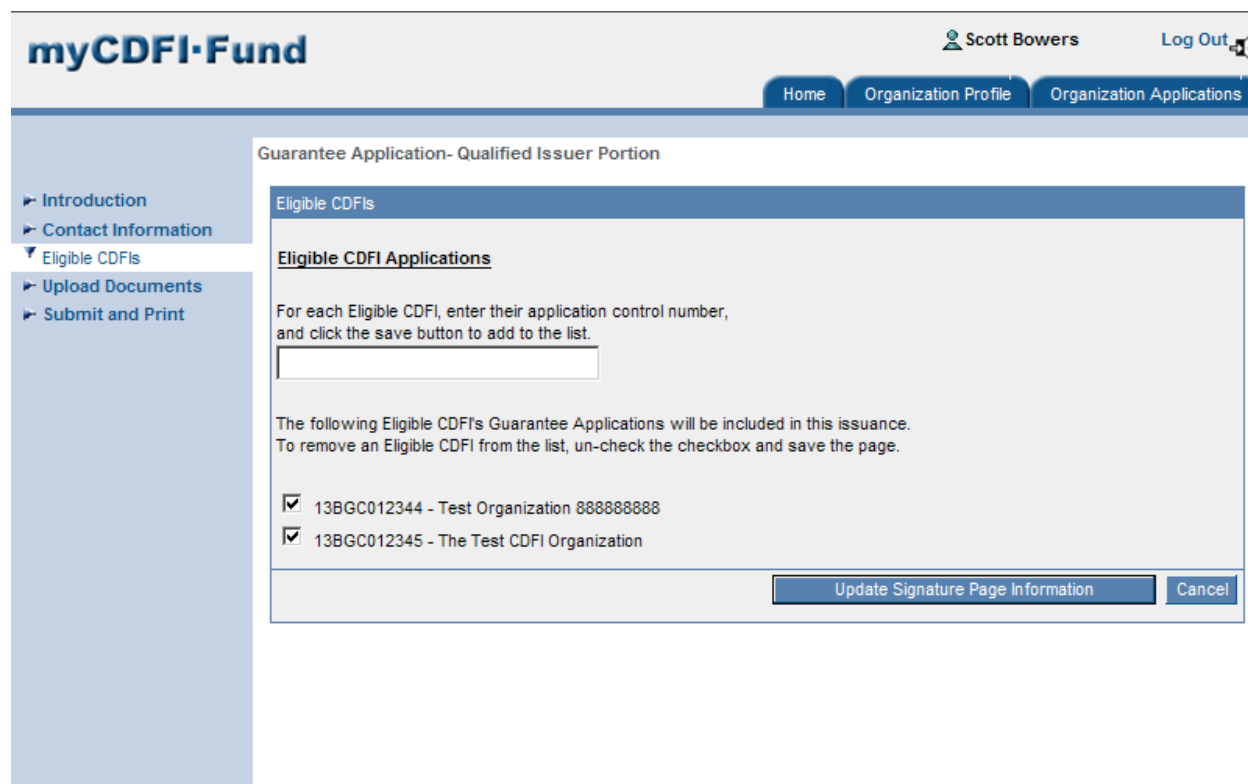 myCDFI·Fund
Scott Bowers
Log Out
Home
Organization Profile
Organization Applications
Guarantee Application- Qualified Issuer Portion
Introduction
Contact Information
Eligible CDFIs
Upload Documents
Submit and Print
Eligible CDFIs
Eligible CDFI Applications
For each Eligible CDFI, enter their application control number,
and click the save button to add to the list.
The following Eligible CDFI's Guarantee Applications will be included in this issuance.
To remove an Eligible CDFI from the list, un-check the checkbox and save the page.
13BGC012344 - Test Organization 888888888
13BGC012345 - The Test CDFI Organization
Update Signature Page Information
Cancel